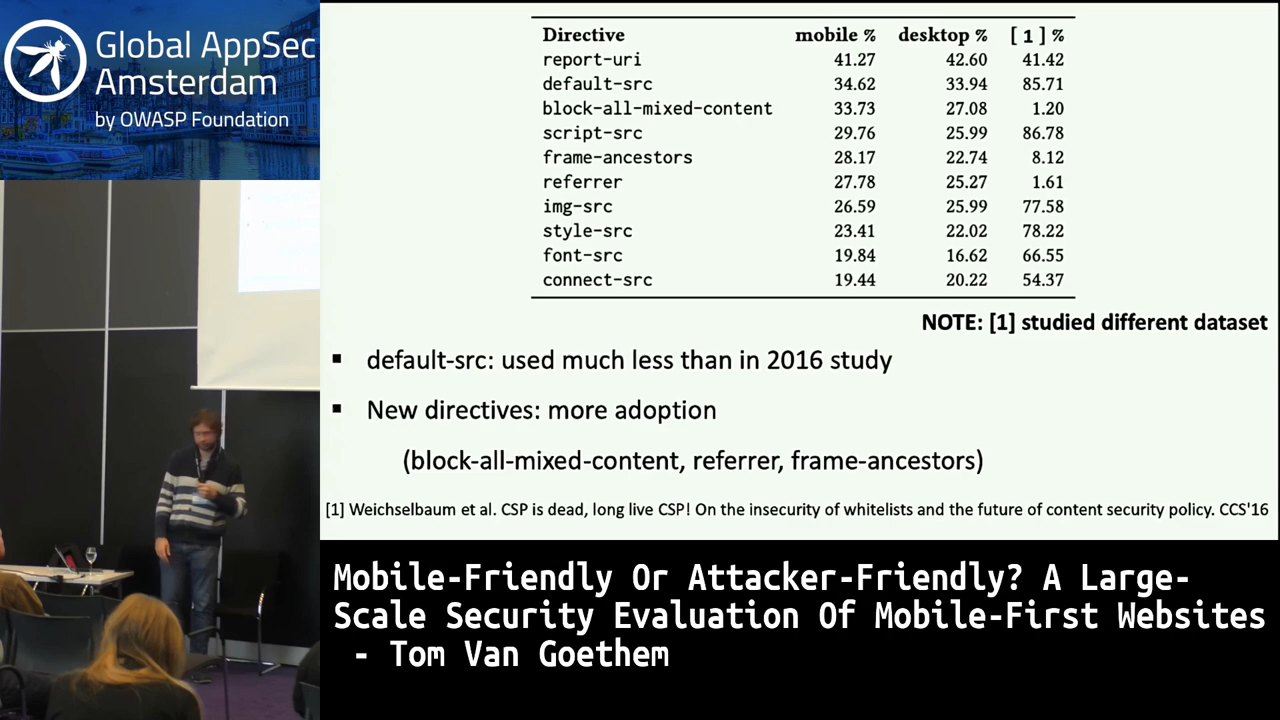 Global AppSec
Amsterdam
by OWASP Foundation
Directive mobile % desktop % [ 1 ] %
report-uri 41.27 42.60 41.42
default-src 34.62 33.94 85.71
block-all-mixed-content 33.73 27.08 1.20
script-src 29.76 25.99 86.78
frame-ancestors 28.17 22.74 8.12
referrer 27.78 25.27 1.61
img-src 26.59 25.99 77.58
style-src 23.41 22.02 78.22
font-src 19.84 16.62 66.55
connect-src 19.44 20.22 54.37
NOTE: [1] studied different dataset
▪ default-src: used much less than in 2016 study
▪ New directives: more adoption
(block-all-mixed-content, referrer, frame-ancestors)
[1] Weichselbaum et al. CSP is dead, long live CSP! On the insecurity of whitelists and the future of content security policy. CCS'16
Mobile-Friendly Or Attacker-Friendly? A Large-
Scale Security Evaluation Of Mobile-First Websites
- Tom Van Goethem